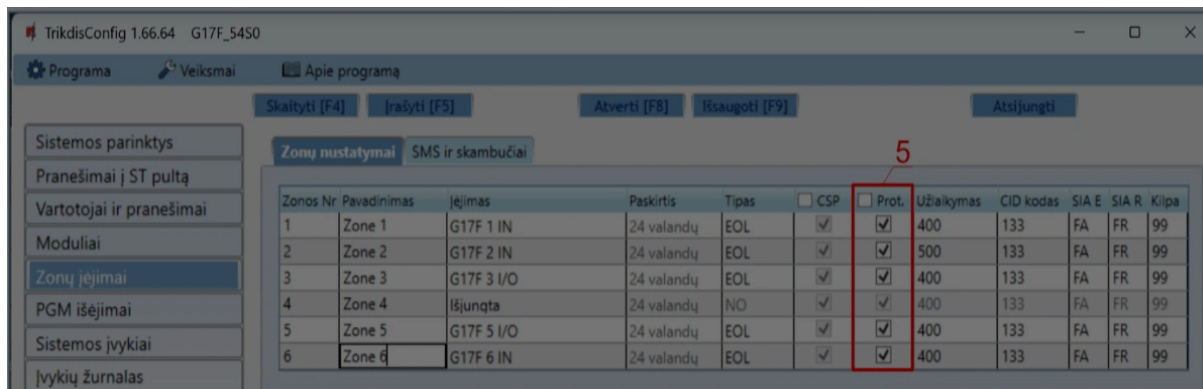 TrikdisConfig 1.66.64 G17F_54S0
Programa Veiksmai Apie programą
Skaityti [F4] Įrašyti [F5] Atverti [F8] Išsaugoti [F9] Atsijungti
Sistemos parinktys
Pranešimai į ST pultą
Vartotojai ir pranešimai
Moduliai
Zonų įėjimai
PGM išėjimai
Sistemos įvykiai
Įvykių žurnalas
Zonų nustatymai SMS ir skambučiai
5
Zonos Nr Pavadinimas Įėjimas Paskirtis Tipas CSP Prot. Užlaikymas CID kodas SIA E SIA R Kilpa
1 Zone 1 G17F 1 IN 24 valandų EOL 400 133 FA FR 99
2 Zone 2 G17F 2 IN 24 valandų EOL 500 133 FA FR 99
3 Zone 3 G17F 3 I/O 24 valandų EOL 400 133 FA FR 99
4 Zone 4 Išjungta 24 valandų NO 400 133 FA FR 99
5 Zone 5 G17F 5 I/O 24 valandų EOL 400 133 FA FR 99
6 Zone 6 G17F 6 IN 24 valandų EOL 400 133 FA FR 99